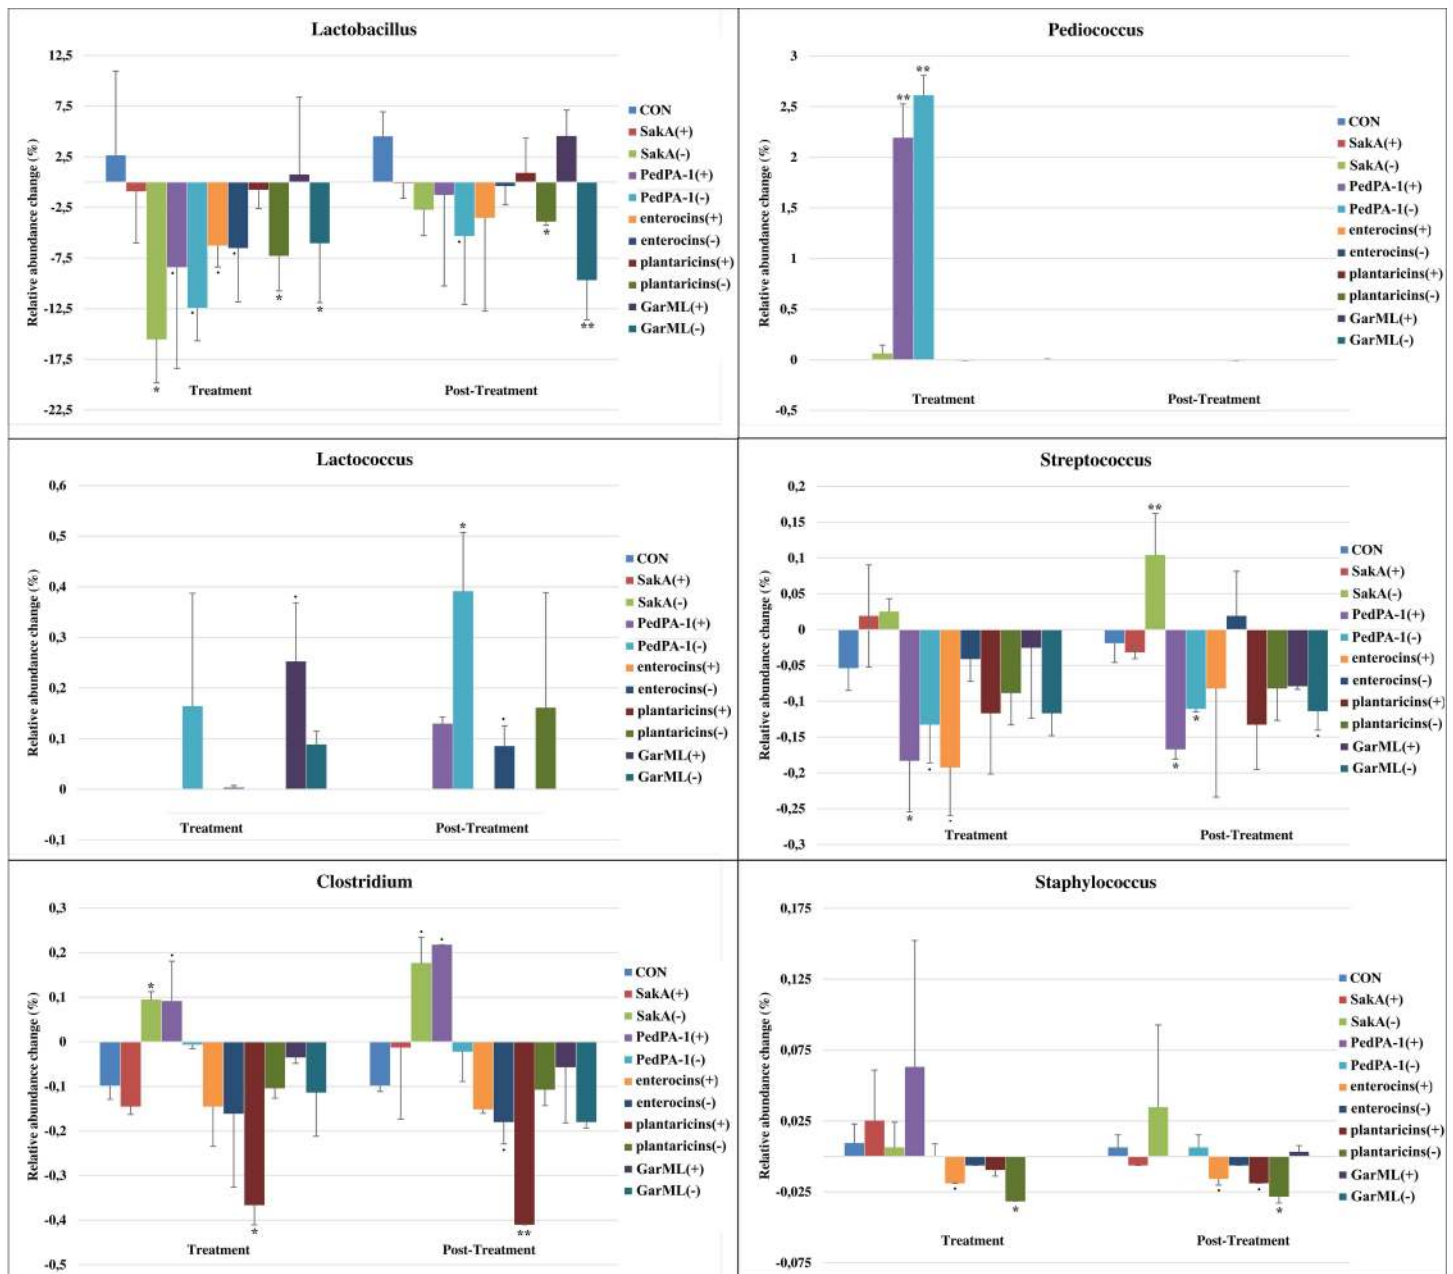 Lactobacillus
12,5
7,5
2,5
-2,5
-7,5
-12,5
-17,5
-22,5
Relative abundance change (%)
* . . . . * *
. * **
Treatment
Post-Treatment
CON
SakA(+)
SakA(-)
PedPA-1(+)
PedPA-1(-)
enterocins(+)
enterocins(-)
plantaricins(+)
plantaricins(-)
GarML(+)
GarML(-)
Pediococcus
3
2,5
2
1,5
1
0,5
0
-0,5
Relative abundance change (%)
** **
Treatment
Post-Treatment
CON
SakA(+)
SakA(-)
PedPA-1(+)
PedPA-1(-)
enterocins(+)
enterocins(-)
plantaricins(+)
plantaricins(-)
GarML(+)
GarML(-)
Lactococcus
0,6
0,5
0,4
0,3
0,2
0,1
0
-0,1
Relative abundance change (%)
.
* .
Treatment
Post-Treatment
CON
SakA(+)
SakA(-)
PedPA-1(+)
PedPA-1(-)
enterocins(+)
enterocins(-)
plantaricins(+)
plantaricins(-)
GarML(+)
GarML(-)
Streptococcus
0,2
0,15
0,1
0,05
0
-0,05
-0,1
-0,15
-0,2
-0,25
-0,3
Relative abundance change (%)
* . .
** * * .
Treatment
Post-Treatment
CON
SakA(+)
SakA(-)
PedPA-1(+)
PedPA-1(-)
enterocins(+)
enterocins(-)
plantaricins(+)
plantaricins(-)
GarML(+)
GarML(-)
Clostridium
0,3
0,2
0,1
0
-0,1
-0,2
-0,3
-0,4
-0,5
Relative abundance change (%)
* . *
. . . **
Treatment
Post-Treatment
CON
SakA(+)
SakA(-)
PedPA-1(+)
PedPA-1(-)
enterocins(+)
enterocins(-)
plantaricins(+)
plantaricins(-)
GarML(+)
GarML(-)
Staphylococcus
0,175
0,125
0,075
0,025
-0,025
-0,075
Relative abundance change (%)
. *
. . *
Treatment
Post-Treatment
CON
SakA(+)
SakA(-)
PedPA-1(+)
PedPA-1(-)
enterocins(+)
enterocins(-)
plantaricins(+)
plantaricins(-)
GarML(+)
GarML(-)